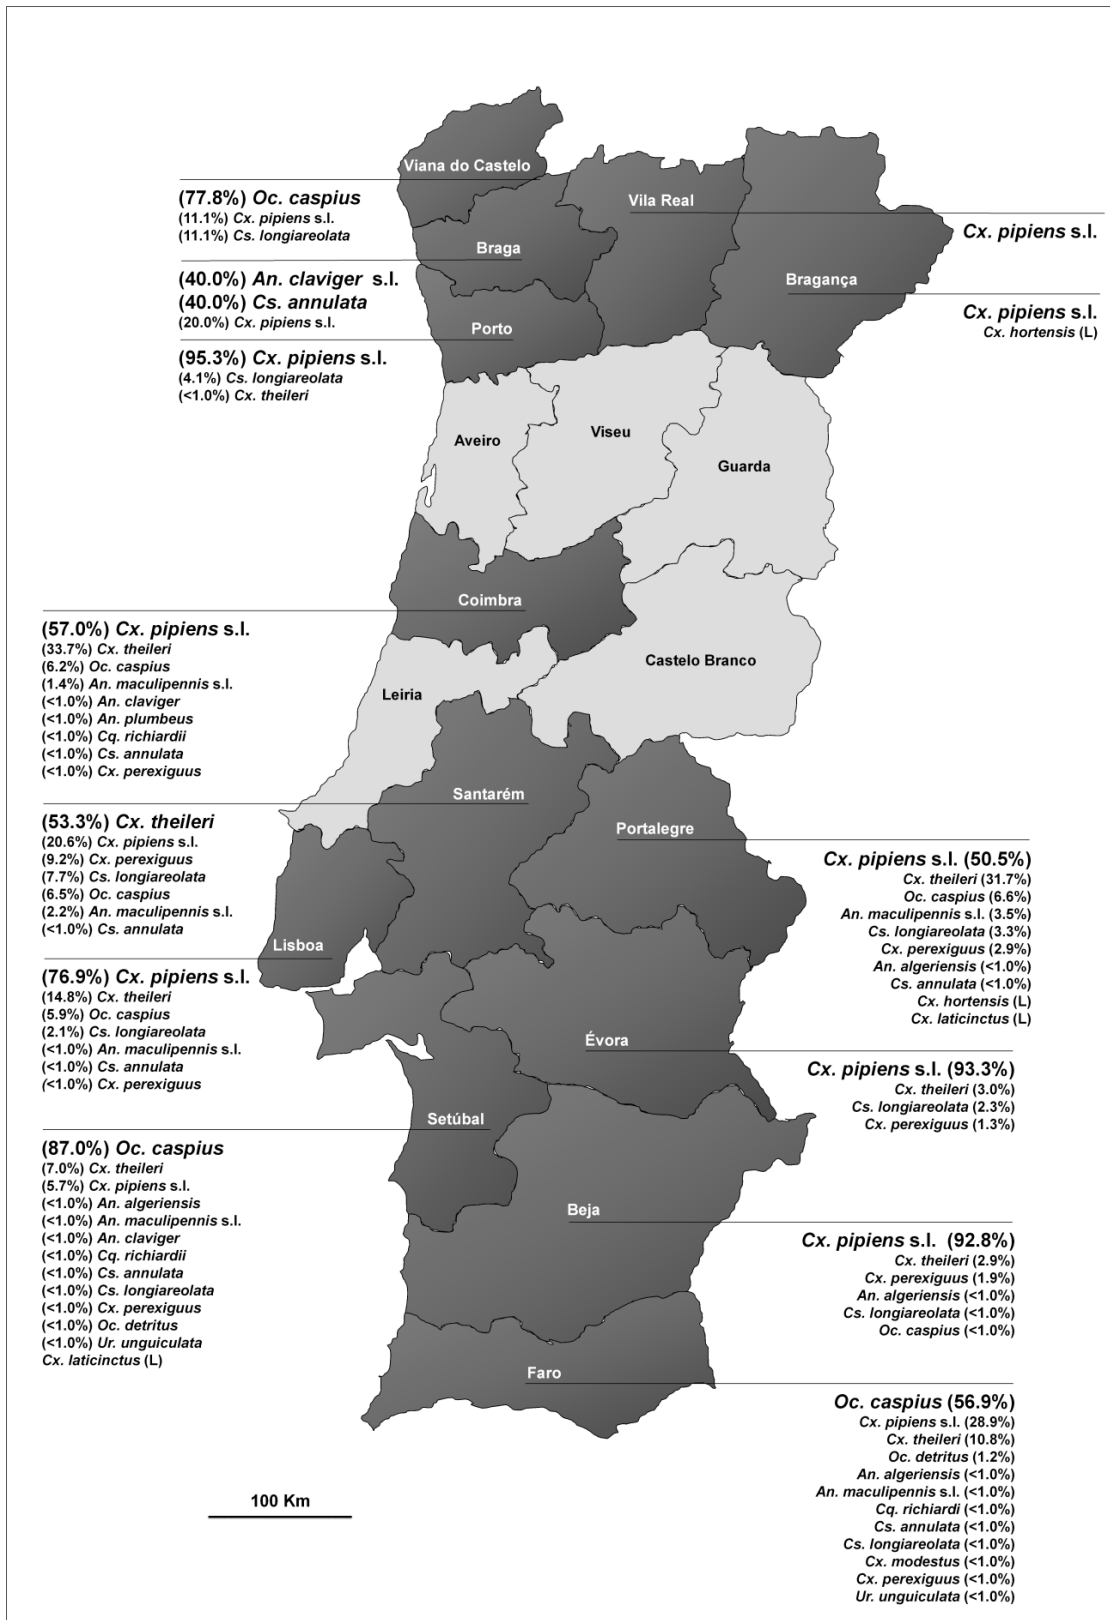 Viana do Castelo
(77.8%) Oc. caspius
(11.1%) Cx. pipiens s.l.
(11.1%) Cs. longiareolata
Braga
(40.0%) An. claviger s.l.
(40.0%) Cs. annulata
(20.0%) Cx. pipiens s.l.
Porto
(95.3%) Cx. pipiens s.l.
(4.1%) Cs. longiareolata
(<1.0%) Cx. theileri
Vila Real
Cx. pipiens s.l.
Bragança
Cx. pipiens s.l.
Cx. hortensis (L)
Aveiro
Viseu
Guarda
Coimbra
(57.0%) Cx. pipiens s.l.
(33.7%) Cx. theileri
(6.2%) Oc. caspius
(1.4%) An. maculipennis s.l.
(<1.0%) An. claviger
(<1.0%) An. plumbeus
(<1.0%) Cq. richiardii
(<1.0%) Cs. annulata
(<1.0%) Cx. perexiguus
Castelo Branco
Leiria
Santarém
(53.3%) Cx. theileri
(20.6%) Cx. pipiens s.l.
(9.2%) Cx. perexiguus
(7.7%) Cs. longiareolata
(6.5%) Oc. caspius
(2.2%) An. maculipennis s.l.
(<1.0%) Cs. annulata
Portalegre
Cx. pipiens s.l. (50.5%)
Cx. theileri (31.7%)
Oc. caspius (6.6%)
An. maculipennis s.l. (3.5%)
Cs. longiareolata (3.3%)
Cx. perexiguus (2.9%)
An. algeriensis (<1.0%)
Cs. annulata (<1.0%)
Cx. hortensis (L)
Cx. laticinctus (L)
Lisboa
(76.9%) Cx. pipiens s.l.
(14.8%) Cx. theileri
(5.9%) Oc. caspius
(2.1%) Cs. longiareolata
(<1.0%) An. maculipennis s.l.
(<1.0%) Cs. annulata
(<1.0%) Cx. perexiguus
Évora
Cx. pipiens s.l. (93.3%)
Cx. theileri (3.0%)
Cs. longiareolata (2.3%)
Cx. perexiguus (1.3%)
Setúbal
(87.0%) Oc. caspius
(7.0%) Cx. theileri
(5.7%) Cx. pipiens s.l.
(<1.0%) An. algeriensis
(<1.0%) An. maculipennis s.l.
(<1.0%) An. claviger
(<1.0%) Cq. richiardii
(<1.0%) Cs. annulata
(<1.0%) Cs. longiareolata
(<1.0%) Cx. perexiguus
(<1.0%) Oc. detritus
(<1.0%) Ur. unguiculata
Cx. laticinctus (L)
Beja
Cx. pipiens s.l. (92.8%)
Cx. theileri (2.9%)
Cx. perexiguus (1.9%)
An. algeriensis (<1.0%)
Cs. longiareolata (<1.0%)
Oc. caspius (<1.0%)
Faro
Oc. caspius (56.9%)
Cx. pipiens s.l. (28.9%)
Cx. theileri (10.8%)
Oc. detritus (1.2%)
An. algeriensis (<1.0%)
An. maculipennis s.l. (<1.0%)
Cq. richiardi (<1.0%)
Cs. annulata (<1.0%)
Cs. longiareolata (<1.0%)
Cx. modestus (<1.0%)
Cx. perexiguus (<1.0%)
Ur. unguiculata (<1.0%)
100 Km